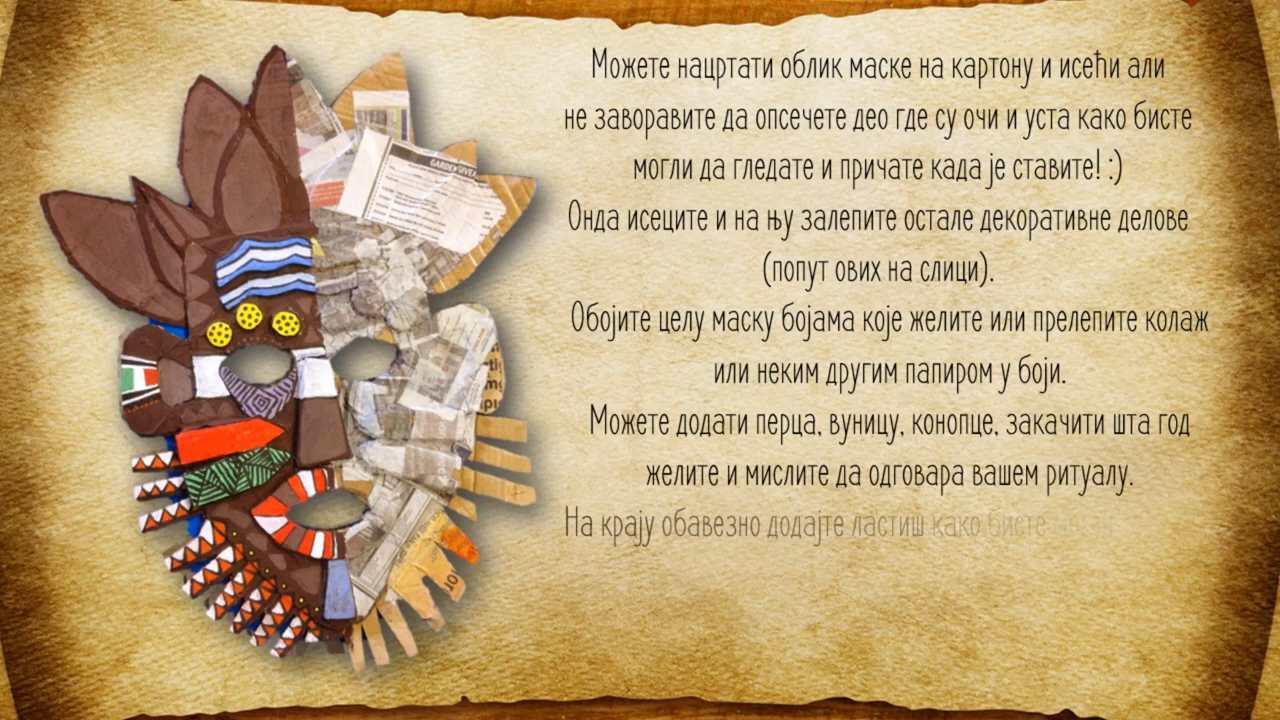 Можете нацртати облик маске на картону и исећи али
не заворавите да опсечете део где су очи и уста како бисте
могли да гледате и причате када је ставите! :)
Онда исеците и на њу залепите остале декоративне делове
(попут ових на слици).
Обојите целу маску бојама које желите или прелепите колаж
или неким другим папиром у боји.
Можете додати перца, вуницу, конопце, закачити шта год
желите и мислите да одговара вашем ритуалу.
На крају обавезно додајте ластиш како бисте